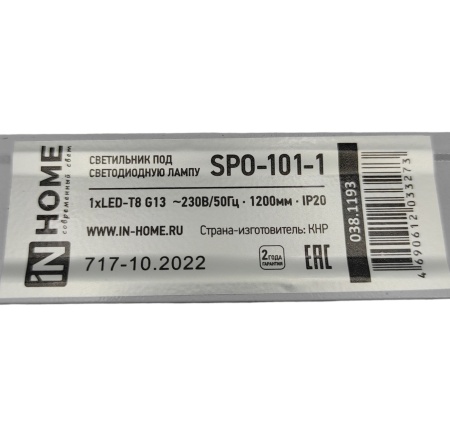 IN HOME
современный свет
СВЕТИЛЬНИК ПОД
СВЕТОДИОДНУЮ ЛАМПУ SPO-101-1
1xLED-T8 G13 ~230В/50Гц · 1200мм · IP20
WWW.IN-HOME.RU Страна-изготовитель: КНР
717-10.2022
2 ГОДА
ГАРАНТИИ
EAC
038.1193
4690612033273